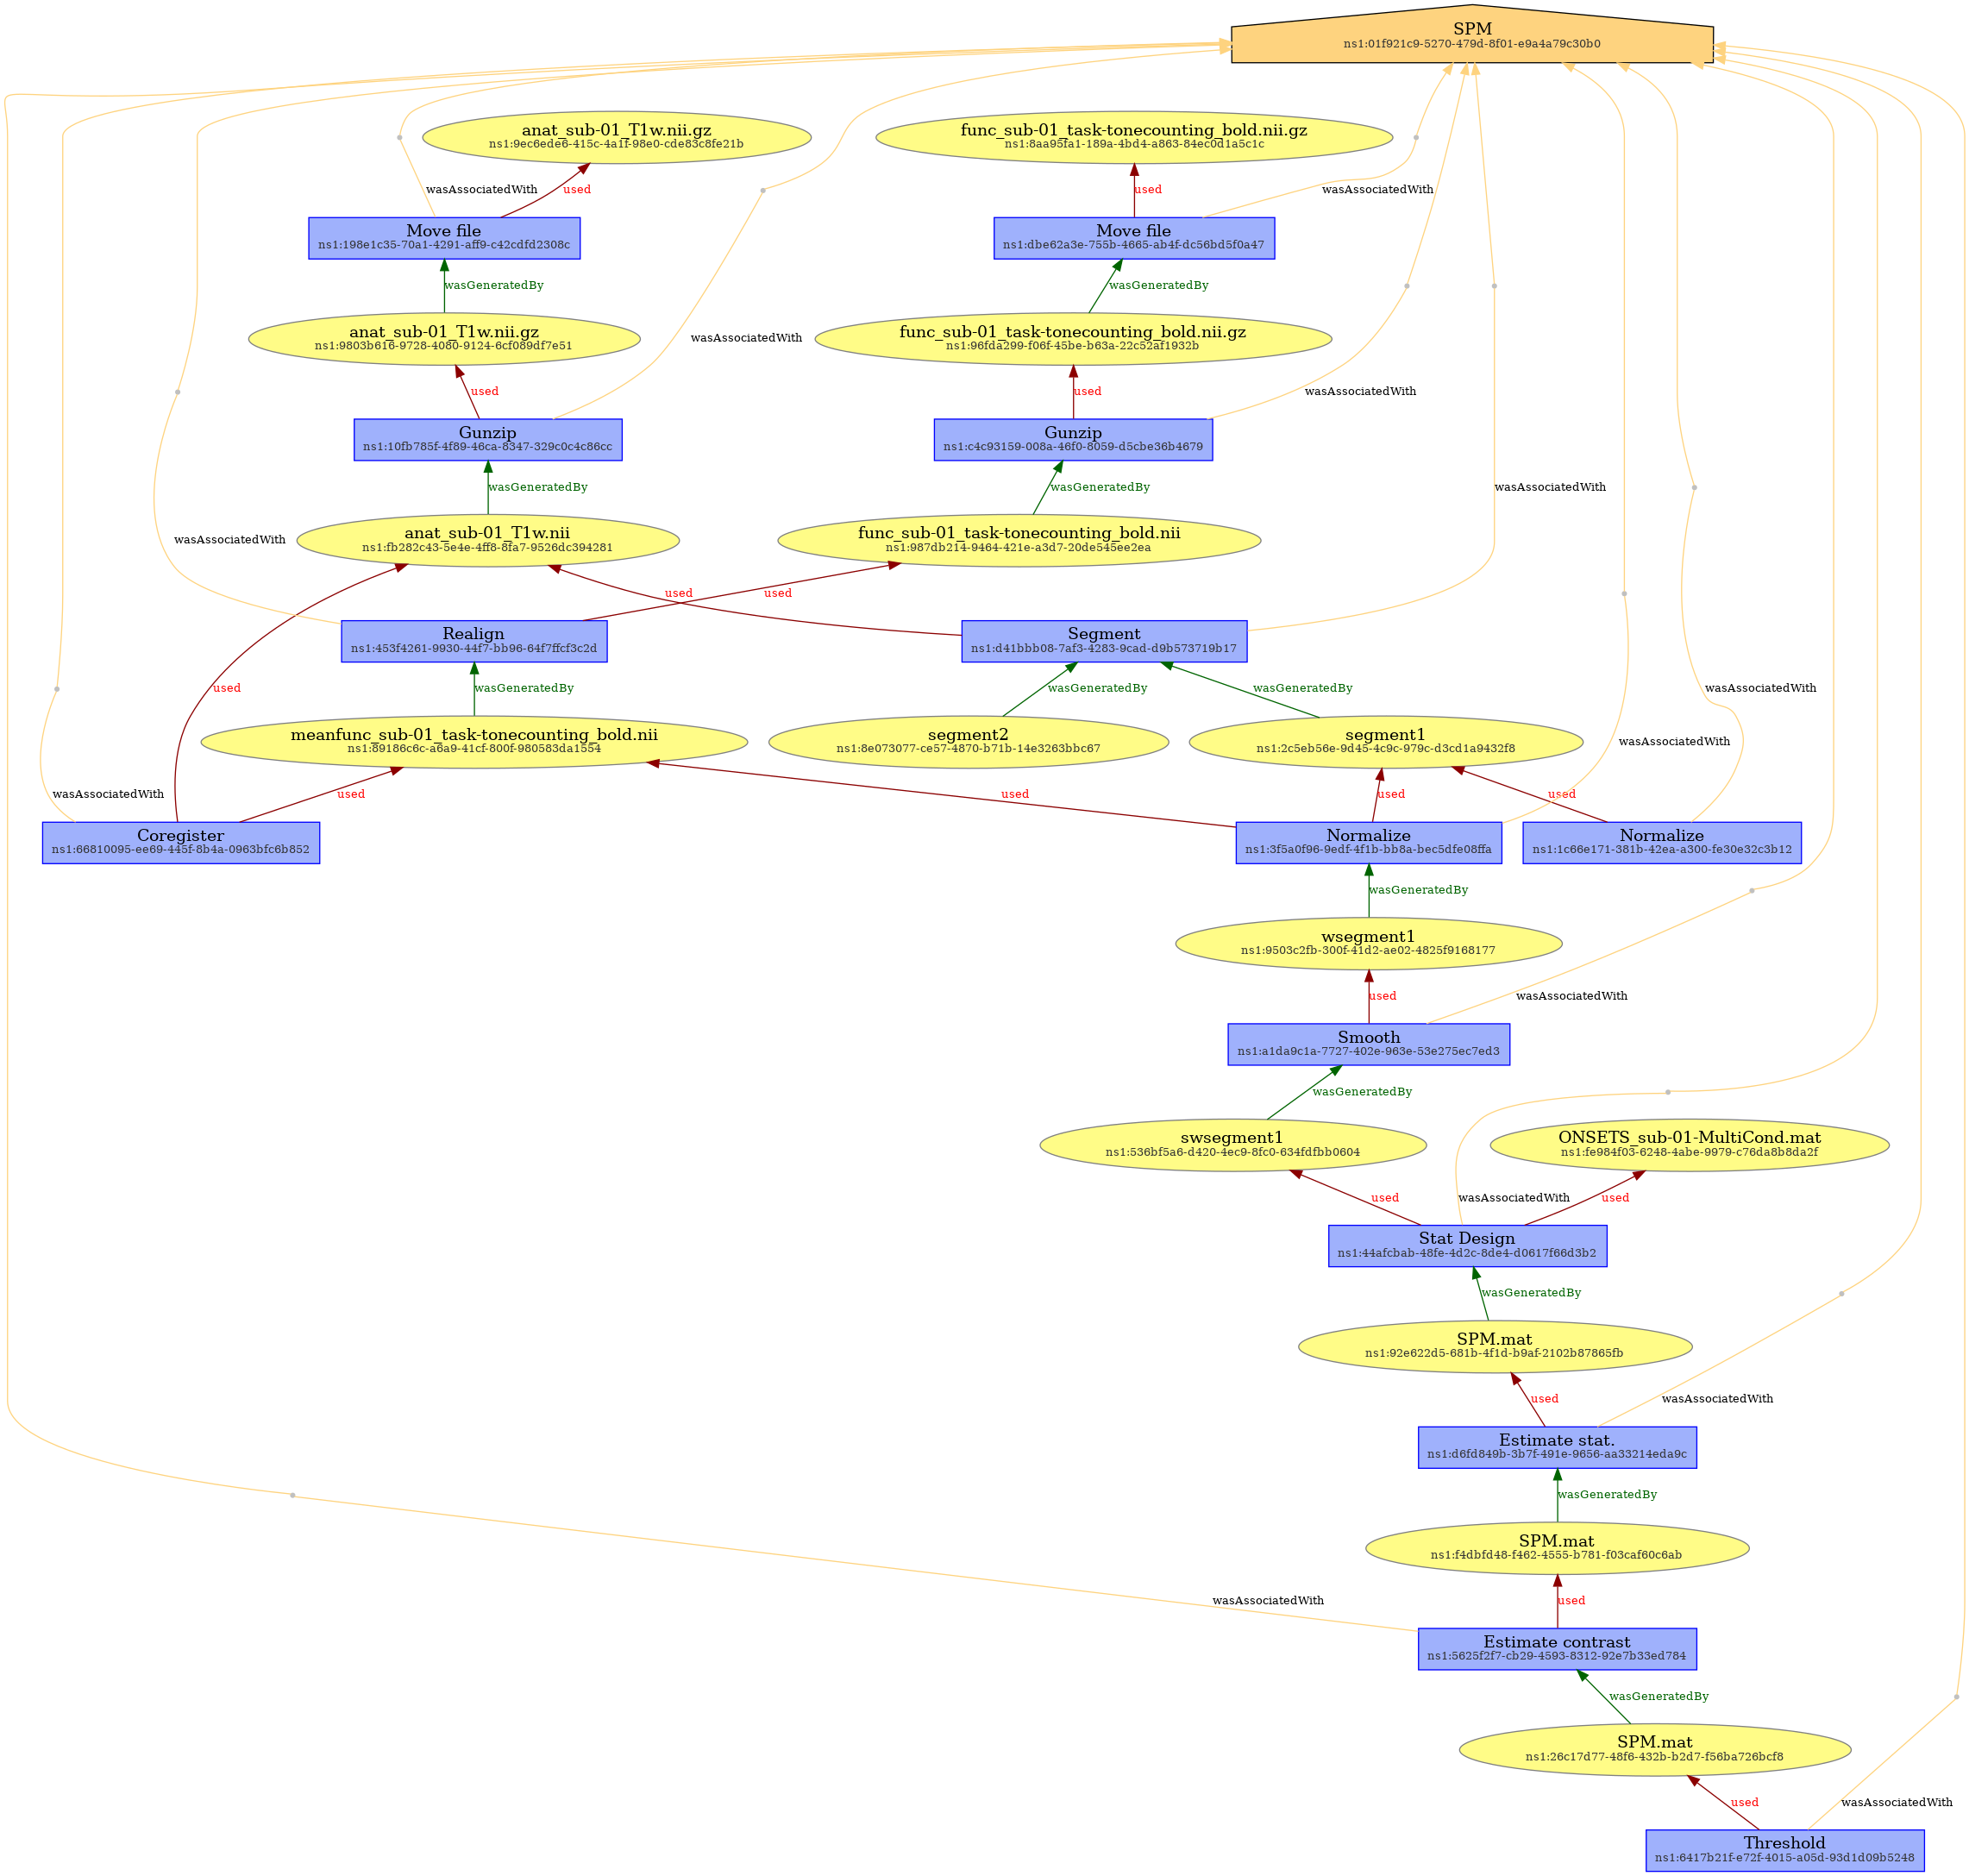 SPM
ns1:01f921c9-5270-479d-8f01-e9a4a79c30b0
anat_sub-01_T1w.nii.gz
ns1:9ec6ede6-415c-4a1f-98e0-cde83c8fe21b
func_sub-01_task-tonecounting_bold.nii.gz
ns1:8aa95fa1-189a-4bd4-a863-84ec0d1a5c1c
wasAssociatedWith
used
used
wasAssociatedWith
Move file
ns1:198e1c35-70a1-4291-aff9-c42cdfd2308c
Move file
ns1:dbe62a3e-755b-4665-ab4f-dc56bd5f0a47
wasGeneratedBy
wasGeneratedBy
anat_sub-01_T1w.nii.gz
ns1:9803b616-9728-4080-9124-6cf089df7e51
wasAssociatedWith
func_sub-01_task-tonecounting_bold.nii.gz
ns1:96fda299-f06f-45be-b63a-22c52af1932b
used
used
wasAssociatedWith
Gunzip
ns1:10fb785f-4f89-46ca-8347-329c0c4c86cc
Gunzip
ns1:c4c93159-008a-46f0-8059-d5cbe36b4679
wasGeneratedBy
wasGeneratedBy
wasAssociatedWith
wasAssociatedWith
anat_sub-01_T1w.nii
ns1:fb282c43-5e4e-4ff8-8fa7-9526dc394281
func_sub-01_task-tonecounting_bold.nii
ns1:987db214-9464-421e-a3d7-20de545ee2ea
used
used
Realign
ns1:453f4261-9930-44f7-bb96-64f7ffcf3c2d
Segment
ns1:d41bbb08-7af3-4283-9cad-d9b573719b17
used
wasGeneratedBy
wasGeneratedBy
wasGeneratedBy
wasAssociatedWith
meanfunc_sub-01_task-tonecounting_bold.nii
ns1:89186c6c-a6a9-41cf-800f-980583da1554
segment2
ns1:8e073077-ce57-4870-b71b-14e3263bbc67
segment1
ns1:2c5eb56e-9d45-4c9c-979c-d3cd1a9432f8
wasAssociatedWith
wasAssociatedWith
used
used
used
used
Coregister
ns1:66810095-ee69-445f-8b4a-0963bfc6b852
Normalize
ns1:3f5a0f96-9edf-4f1b-bb8a-bec5dfe08ffa
Normalize
ns1:1c66e171-381b-42ea-a300-fe30e32c3b12
wasGeneratedBy
wsegment1
ns1:9503c2fb-300f-41d2-ae02-4825f9168177
used
wasAssociatedWith
Smooth
ns1:a1da9c1a-7727-402e-963e-53e275ec7ed3
wasGeneratedBy
swsegment1
ns1:536bf5a6-d420-4ec9-8fc0-634fdfbb0604
ONSETS_sub-01-MultiCond.mat
ns1:fe984f03-6248-4abe-9979-c76da8b8da2f
used
wasAssociatedWith
used
Stat Design
ns1:44afcbab-48fe-4d2c-8de4-d0617f66d3b2
wasGeneratedBy
SPM.mat
ns1:92e622d5-681b-4f1d-b9af-2102b87865fb
used
wasAssociatedWith
Estimate stat.
ns1:d6fd849b-3b7f-491e-9656-aa33214eda9c
wasGeneratedBy
SPM.mat
ns1:f4dbfd48-f462-4555-b781-f03caf60c6ab
wasAssociatedWith
used
Estimate contrast
ns1:5625f2f7-cb29-4593-8312-92e7b33ed784
wasGeneratedBy
SPM.mat
ns1:26c17d77-48f6-432b-b2d7-f56ba726bcf8
used
wasAssociatedWith
Threshold
ns1:6417b21f-e72f-4015-a05d-93d1d09b5248